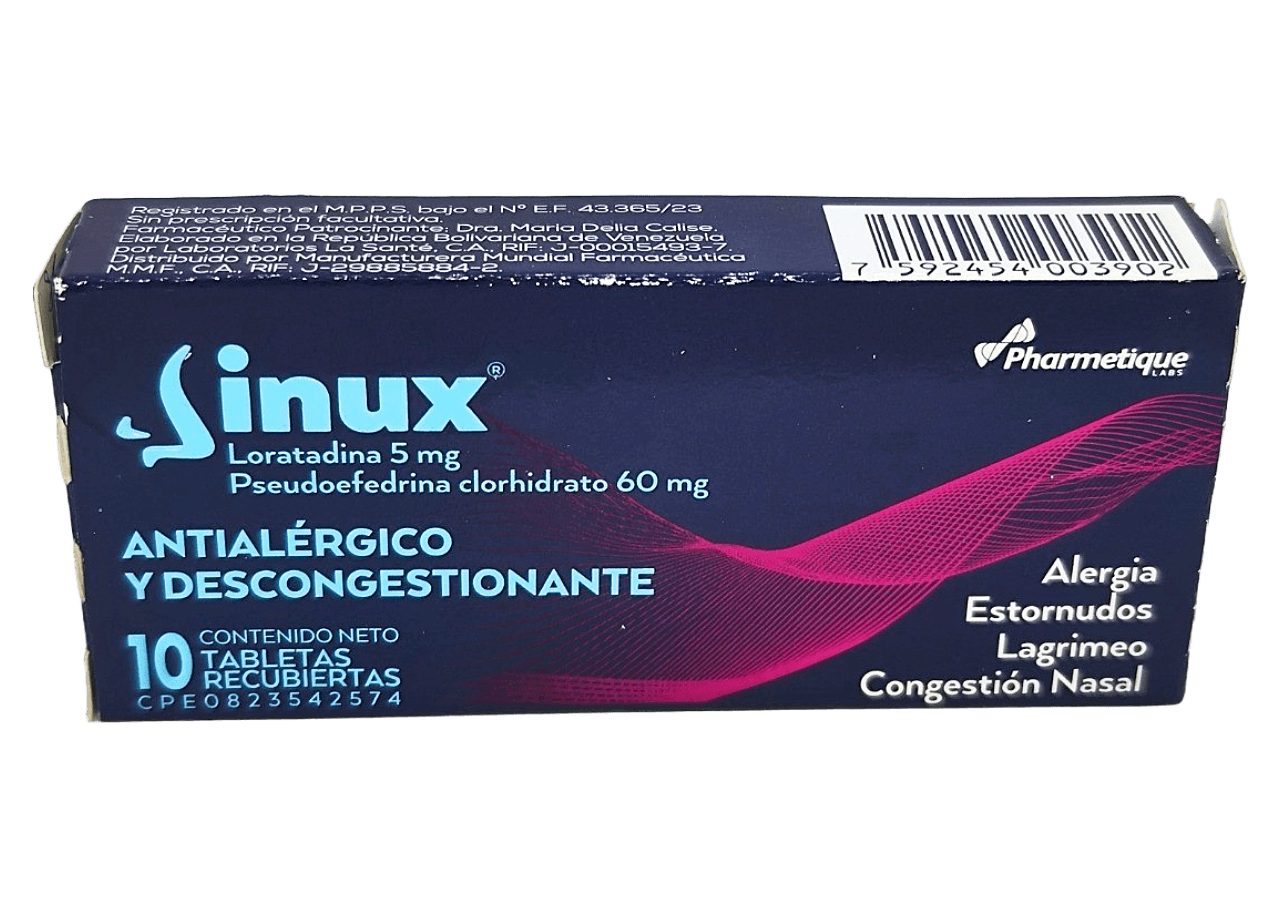 Registrado en el M.P.P.S. bajo el N° E.F. 43.365/23
Sin prescripción facultativa.
Farmacéutico Patrocinante: Dra. Maria Delia Calise.
Elaborado en la República Bolivariana de Venezuela
por Laboratorios La Santé, C.A., RIF: J-00015493-7.
Distribuido por Manufacturera Mundial Farmacéutica
M.M.F., C.A., RIF: J-29885884-2.
7 592454 003902
Pharmetique
LABS
Sinux®
Loratadina 5 mg
Pseudoefedrina clorhidrato 60 mg
ANTIALÉRGICO
Y DESCONGESTIONANTE
10 CONTENIDO NETO
TABLETAS
RECUBIERTAS
CPE0823542574
Alergia
Estornudos
Lagrimeo
Congestión Nasal